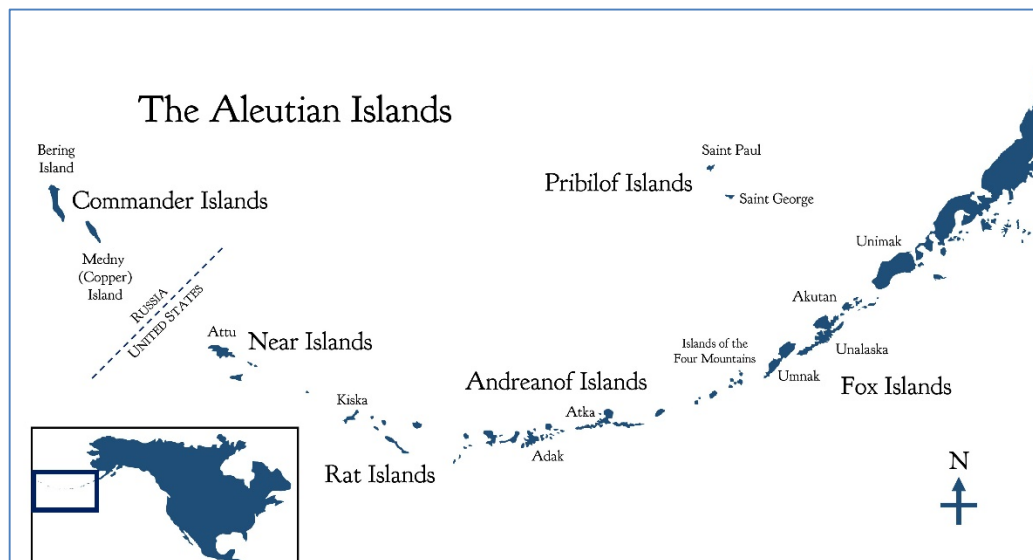 The Aleutian Islands
Bering
Island
Commander Islands
Medny
(Copper)
Island
RUSSIA
UNITED STATES
Saint Paul
Pribilof Islands
Saint George
Unimak
Akutan
Attu
Near Islands
Islands of the
Four Mountains
Unalaska
Umnak
Fox Islands
Andreanof Islands
Kiska
Atka
Adak
Rat Islands
N